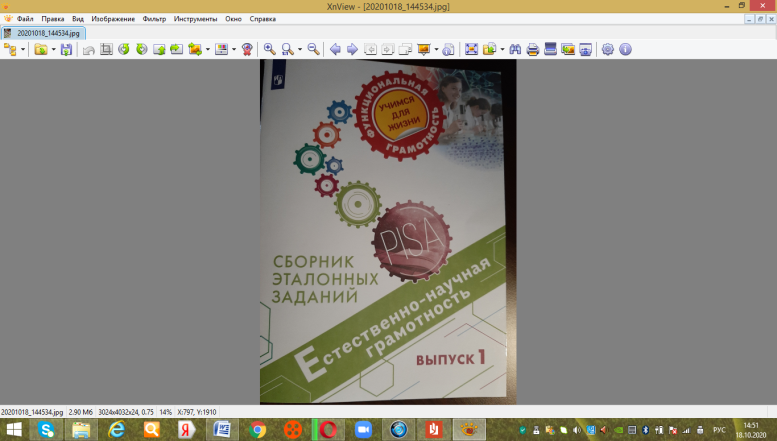 XnView - [20201018_144534.jpg]
Файл Правка Вид Изображение Фильтр Инструменты Окно Справка
20201018_144534.jpg
ФУНКЦИОНАЛЬНАЯ
ГРАМОТНОСТЬ
УЧИМСЯ
ДЛЯ
ЖИЗНИ
PISA
СБОРНИК
ЭТАЛОННЫХ
ЗАДАНИЙ
Естественно-научная
грамотность
ВЫПУСК 1
20201018_144534.jpg 2.90 Мб 3024x4032x24, 0.75 14% X:797, Y:1910
РУС
14:51
18.10.2020